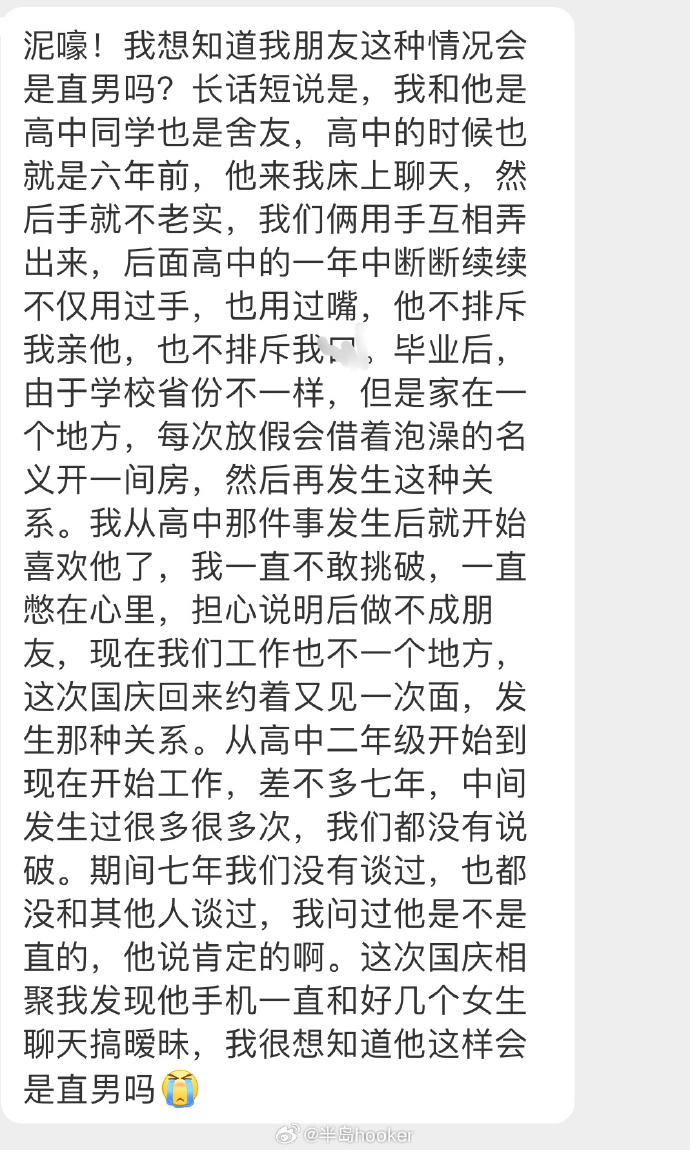 泥嚎！我想知道我朋友这种情况会
是直男吗？长话短说是，我和他是
高中同学也是舍友，高中的时候也
就是六年前，他来我床上聊天，然
后手就不老实，我们俩用手互相弄
出来，后面高中的一年中断断续续
不仅用过手，也用过嘴，他不排斥
我亲他，也不排斥我。毕业后，
由于学校省份不一样，但是家在一
个地方，每次放假会借着泡澡的名
义开一间房，然后再发生这种关
系。我从高中那件事发生后就开始
喜欢他了，我一直不敢挑破，一直
憋在心里，担心说明后做不成朋
友，现在我们工作也不一个地方，
这次国庆回来约着又见一次面，发
生那种关系。从高中二年级开始到
现在开始工作，差不多七年，中间
发生过很多很多次，我们都没有说
破。期间七年我们没有谈过，也都
没和其他人谈过，我问过他是不是
直的，他说肯定的啊。这次国庆相
聚我发现他手机一直和好几个女生
聊天搞暧昧，我很想知道他这样会
是直男吗😭
@半岛hooker